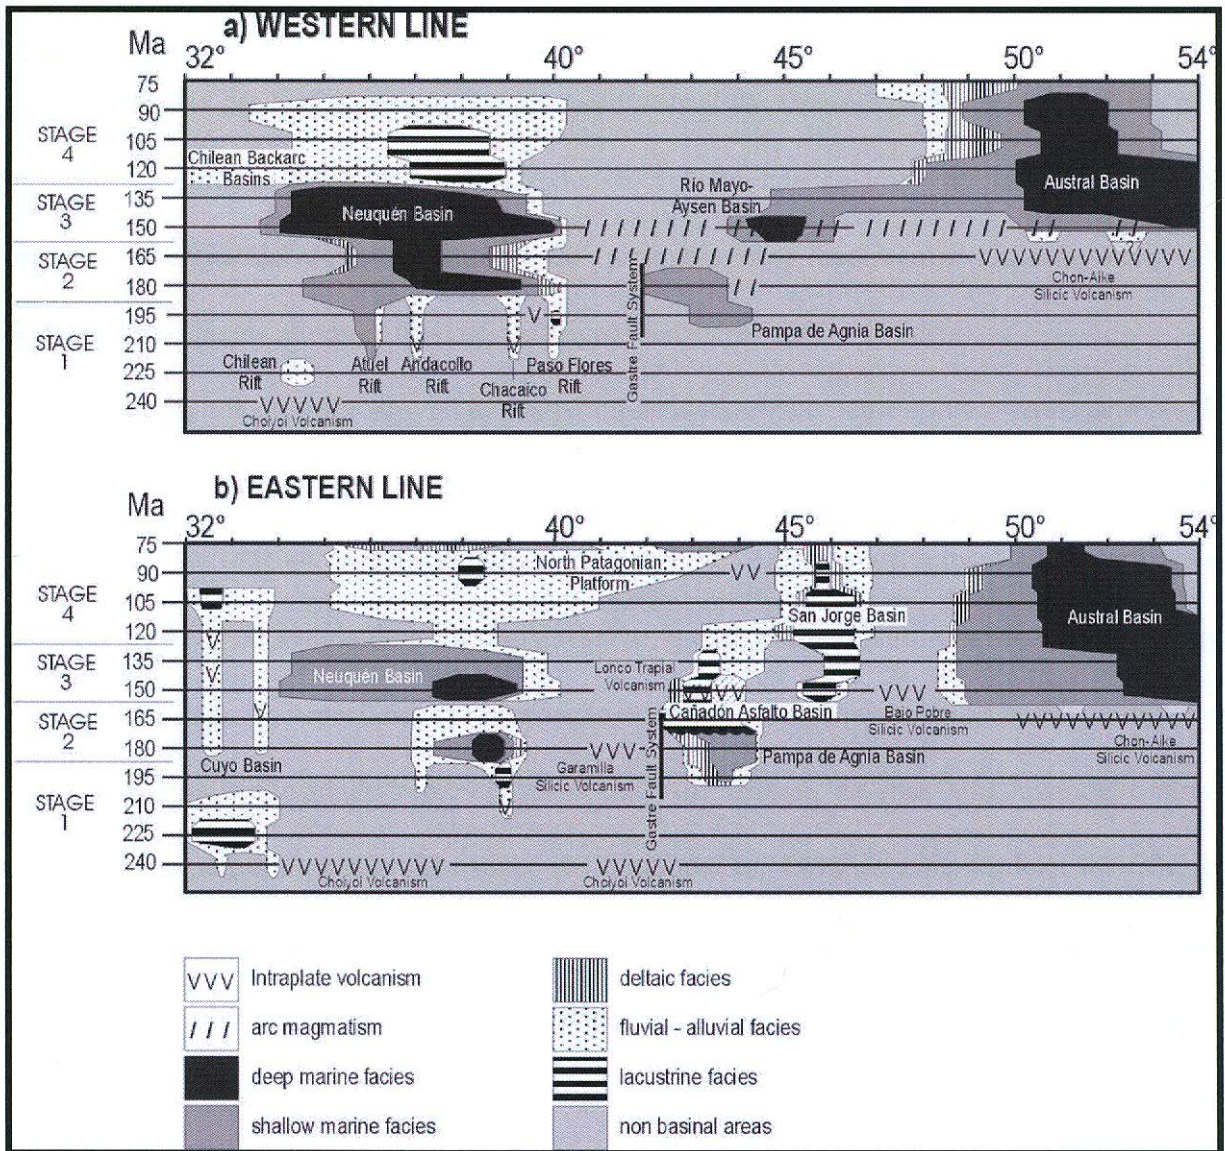 a) WESTERN LINE
Ma
32° 40° 45° 50° 54°
75
90
105
120
135
150
165
180
195
210
225
240
STAGE
4
STAGE
3
STAGE
2
STAGE
1
Chilean Backarc
Basins
Neuquén Basin
Río Mayo-
Aysen Basin
Austral Basin
Chon-Aike
Silicic Volcanism
Gastre Fault System
Pampa de Agnia Basin
Chilean
Rift
Atuel
Rift
Andacollo
Rift
Chacaico
Rift
Paso Flores
Rift
Choiyoi Volcanism
b) EASTERN LINE
Ma
32° 40° 45° 50° 54°
75
90
105
120
135
150
165
180
195
210
225
240
STAGE
4
STAGE
3
STAGE
2
STAGE
1
North Patagonian
Platform
San Jorge Basin
Austral Basin
Neuquén Basin
Lonco Trapial
Volcanism
Cañadón Asfalto Basin
Bajo Pobre
Silicic Volcanism
Chon-Aike
Silicic Volcanism
Cuyo Basin
Garamilla
Silicic Volcanism
Gastre Fault System
Pampa de Agnia Basin
Choiyoi Volcanism
Choiyoi Volcanism
Intraplate volcanism
arc magmatism
deep marine facies
shallow marine facies
deltaic facies
fluvial - alluvial facies
lacustrine facies
non basinal areas